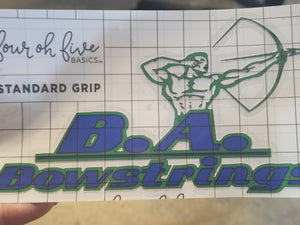 four oh five
BASICS
STANDARD GRIP
B.A.
Bowstrings